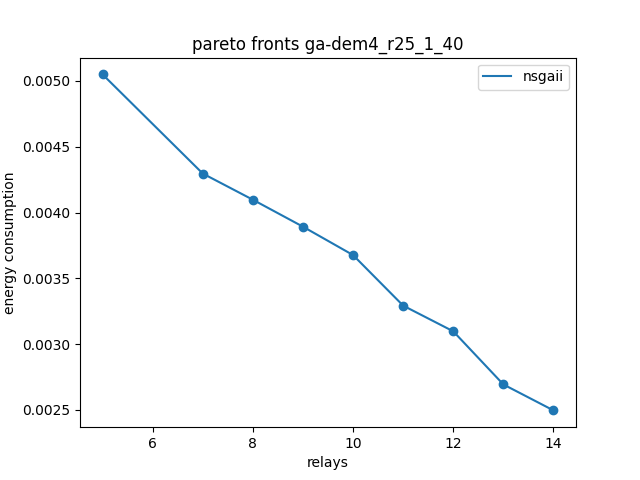 pareto fronts ga-dem4_r25_1_40
nsgaii
0.0050
0.0045
0.0040
0.0035
0.0030
0.0025
energy consumption
6 8 10 12 14
relays